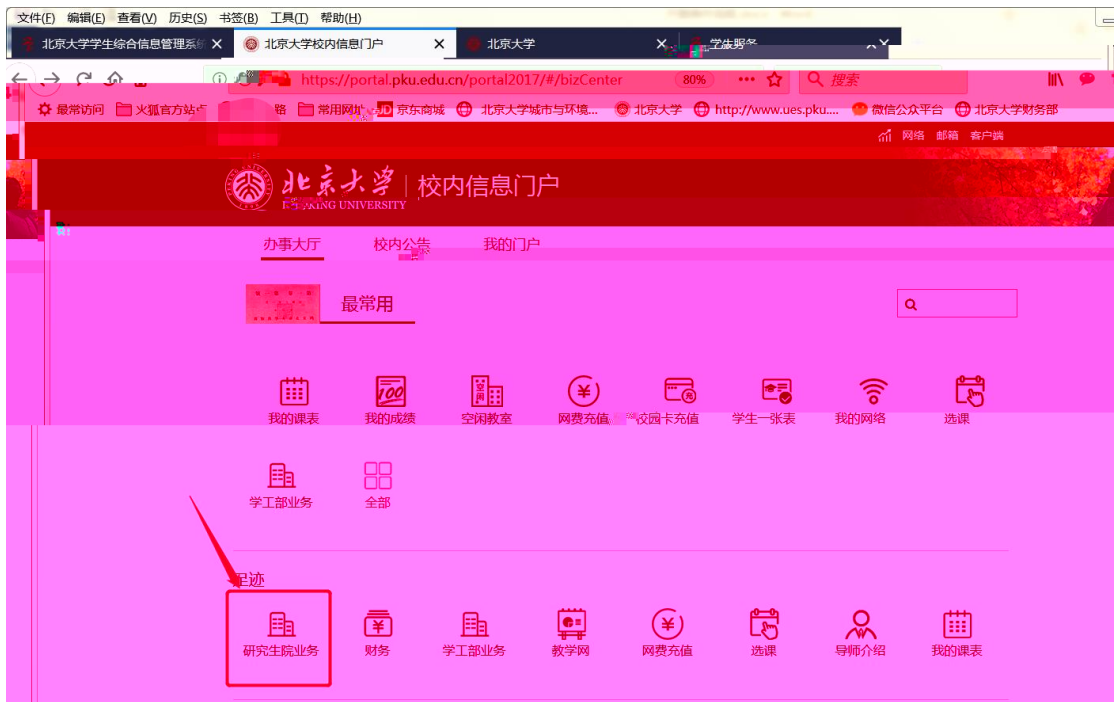 文件(F) 编辑(E) 查看(V) 历史(S) 书签(B) 工具(T) 帮助(H)
北京大学学生综合信息管理系统 北京大学校内信息门户 北京大学
https://portal.pku.edu.cn/portal2017/#/bizCenter 80% 搜索
最常访问 火狐官方站点 常用网址 京东商城 北京大学城市与环境... 北京大学 http://www.ues.pku.... 微信公众平台 北京大学财务部
网络 邮箱 客户端
北京大学 校内信息门户
PEKING UNIVERSITY
办事大厅 校内公告 我的门户
最常用
我的课表 我的成绩 空闲教室 网费充值 校园卡充值 学生一张表 我的网络 选课
学工部业务 全部
足迹
研究生院业务 财务 学工部业务 教学网 网费充值 选课 导师介绍 我的课表